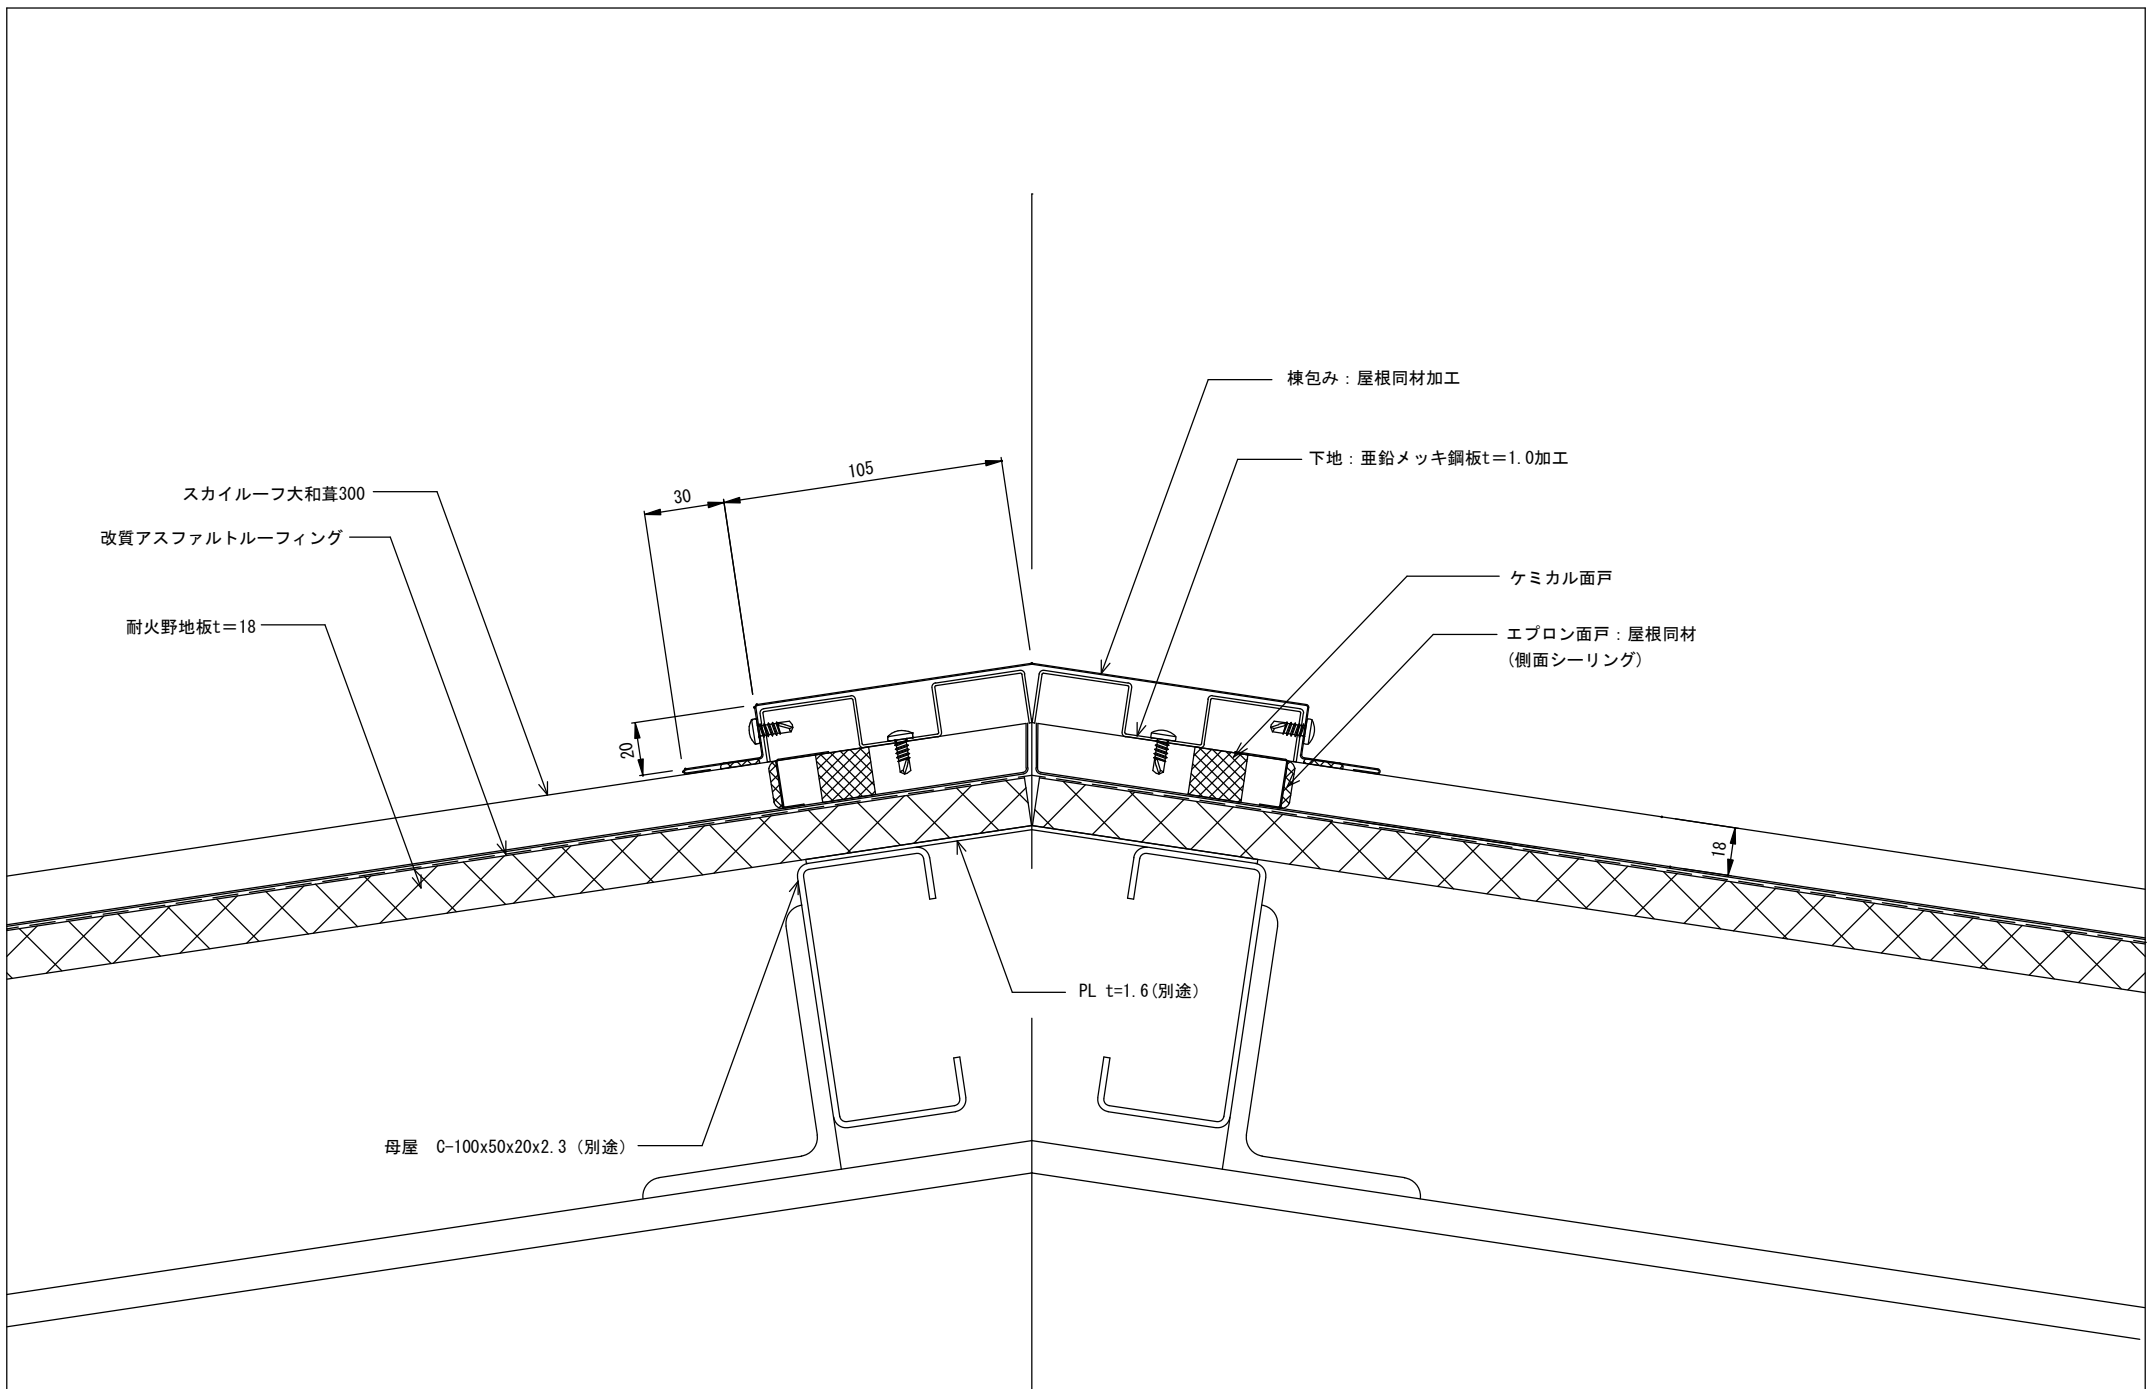 棟包み：屋根同材加工
下地：亜鉛メッキ鋼板t＝1.0加工
105
30
スカイルーフ大和葺300
改質アスファルトルーフィング
ケミカル面戸
耐火野地板t＝18
エプロン面戸：屋根同材
(側面シーリング)
20
18
PL t=1.6(別途)
母屋　C-100x50x20x2.3（別途）